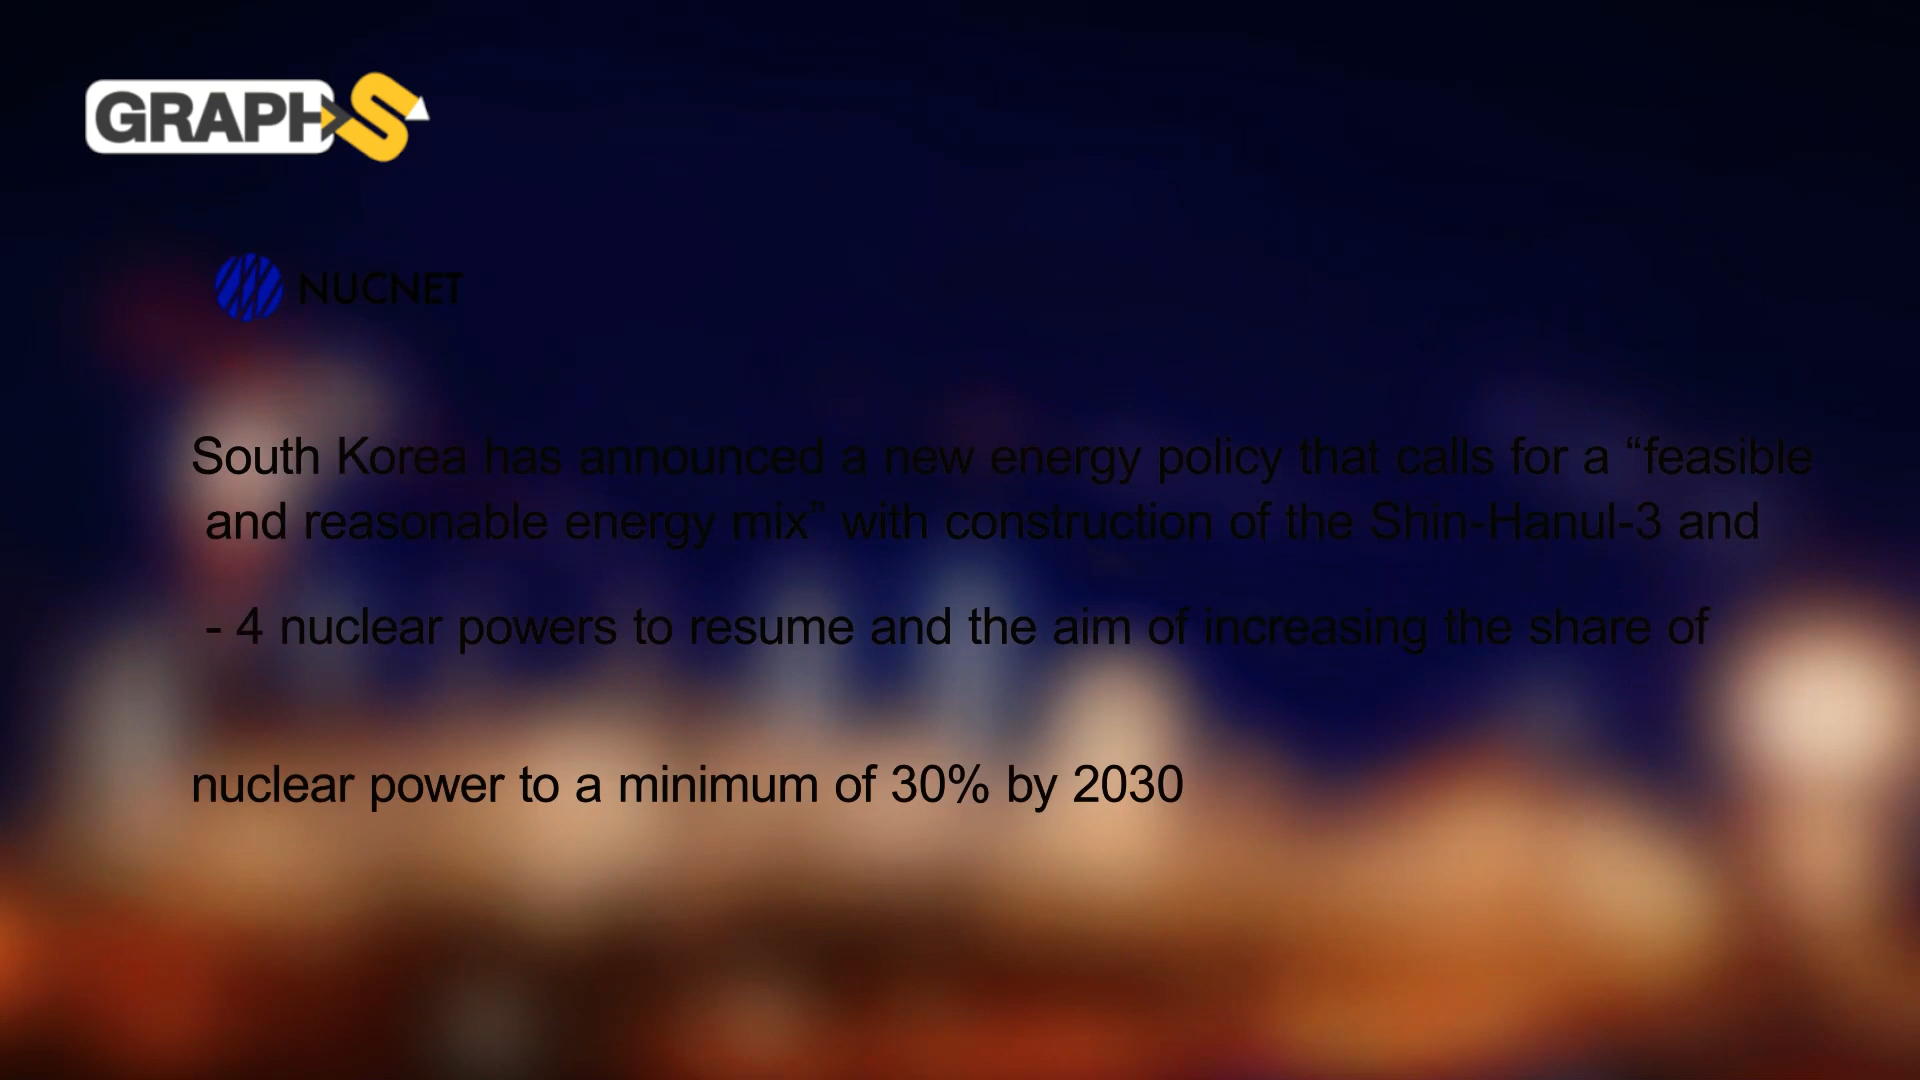 GRAPHS
NUCNET
South Korea has announced a new energy policy that calls for a “feasible
and reasonable energy mix” with construction of the Shin-Hanul-3 and
- 4 nuclear powers to resume and the aim of increasing the share of
nuclear power to a minimum of 30% by 2030